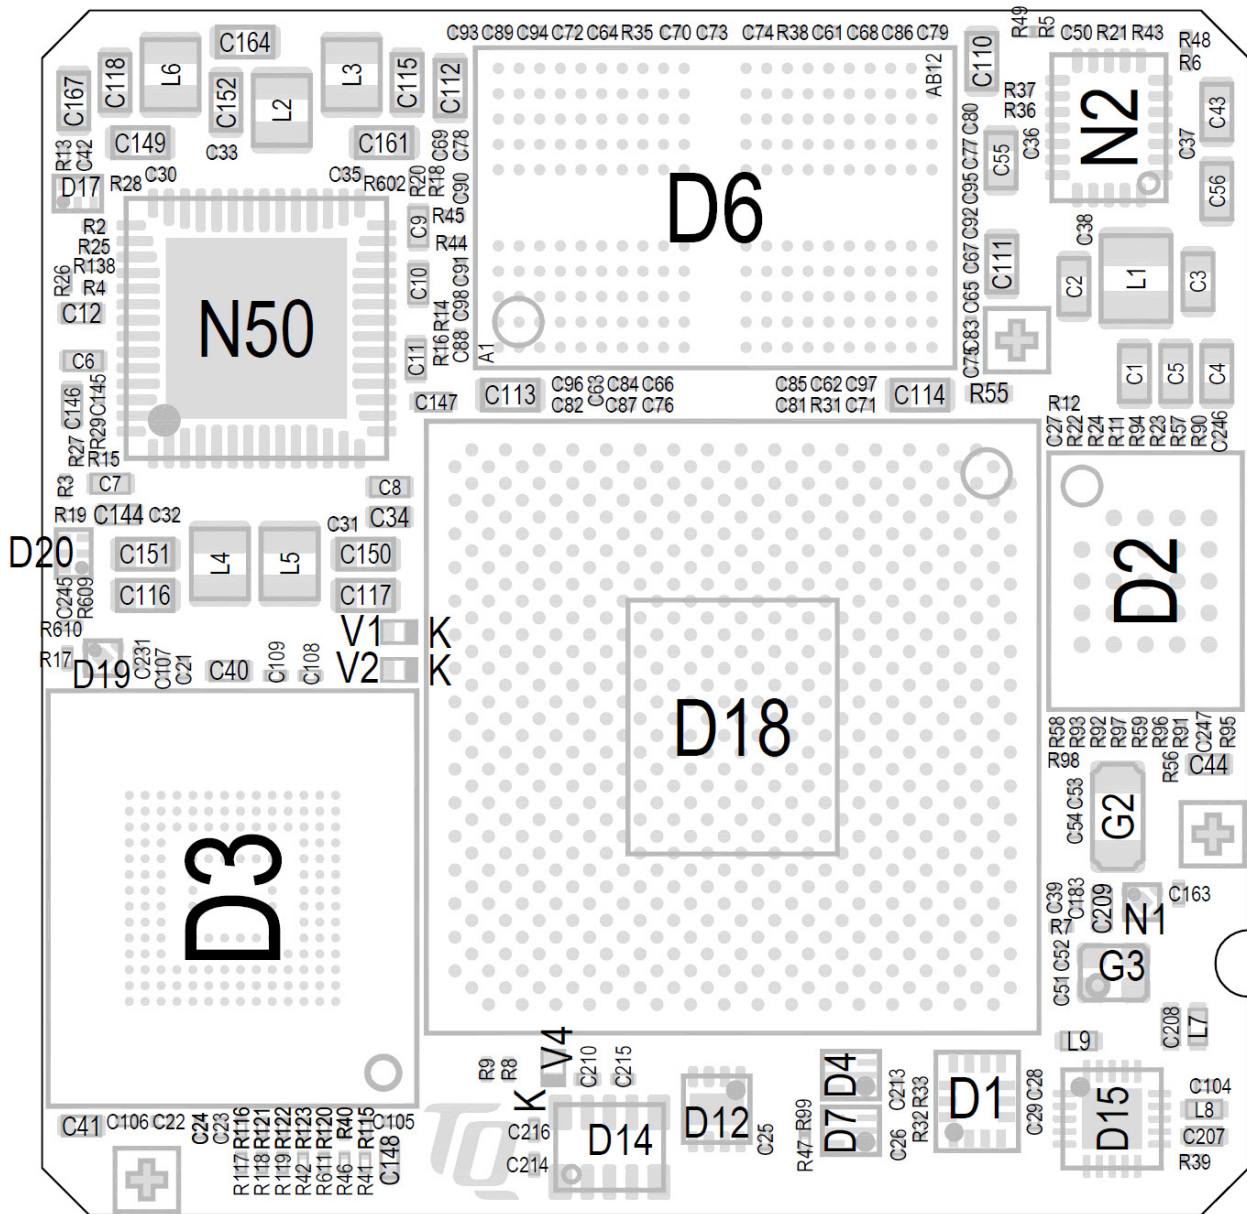 C93 C89 C94 C72 C64 R35 C70 C73 C74 R38 C61 C68 C86 C79
R49 R5 C50 R21 R43
R48
R6
C164
C118 L6 C152 L2 L3 C115 C112
C167
AB12
C110
R37
R36
N2
C43
C149 C33 C161
C69 C78
C80
C77
C36
C37
C55
C56
R13 C42
D17 R28 C30 C35 R602 R20 R18
C90
C95
D6
R2
R25
R138
R26
R4
C12
C9 R45
R44
C92
C38
C67
C111
C10 C91
C98
C65
C2 L1 C3
N50
R14
R16
C88
C11
A1
C83
C75
C6
C146 C145
R29
R27
R15
C147
C113
C96 C63 C84 C66
C82 C87 C76
C85 C62 C97
C81 R31 C71
C114
R55
C1 C5 C4
R12
C27 R22 R24 R11 R94 R23 R57 R90 C246
R3 C7 C8
R19 C144 C32 C31 C34
D20 C151 L4 L5 C150
C116 C117
C245 R609
R610
V1 K
V2 K
R17 D19 C231 C107 C21 C40 C109 C108
D2
D18
R58 R93 R92 R97 R59 R96 R91 C247 R95
R98 R56 C44
C53
C54
G2
D3
C39 C183 C209 N1 C163
R7
C52
C51
G3
C208 L7
L9
R9 R8 V4 C210 C215
K
D4 C213 R33 D1 C28
D7 C26 R32 C29
D15 C104
L8
C207
R39
C41 C106 C22 C24 C23 R116 R121 R122 R123 R120 R40 R115 C105
R117 R118 R119 R42 R611 R46 R41 C148
TQ
C216
C214
D14
D12
C25
R99
R47